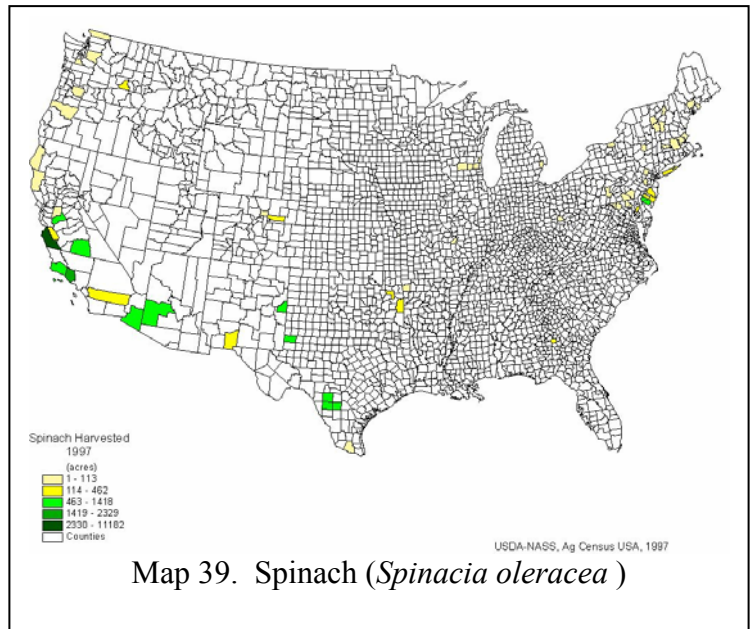 Spinach Harvested
1997
(acres)
1 - 113
114 - 462
463 - 1418
1419 - 2329
2330 - 11182
Counties
USDA-NASS, Ag Census USA, 1997
Map 39. Spinach (Spinacia oleracea )